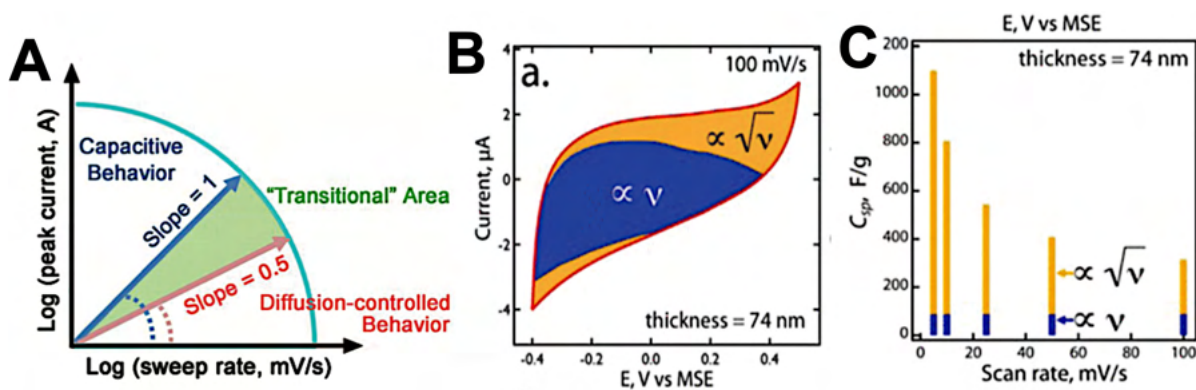 A
Log (peak current, A)
Capacitive
Behavior
Slope = 1
"Transitional" Area
Slope = 0.5
Diffusion-controlled
Behavior
Log (sweep rate, mV/s)
B
a.
100 mV/s
4
2
0
-2
-4
Current, µA
∝ √ν
∝ ν
thickness = 74 nm
-0.4
-0.2
0.0
0.2
0.4
E, V vs MSE
C
E, V vs MSE
thickness = 74 nm
1200
1000
800
600
400
200
0
Csp, F/g
∝ √ν
∝ ν
0
20
40
60
80
100
Scan rate, mV/s